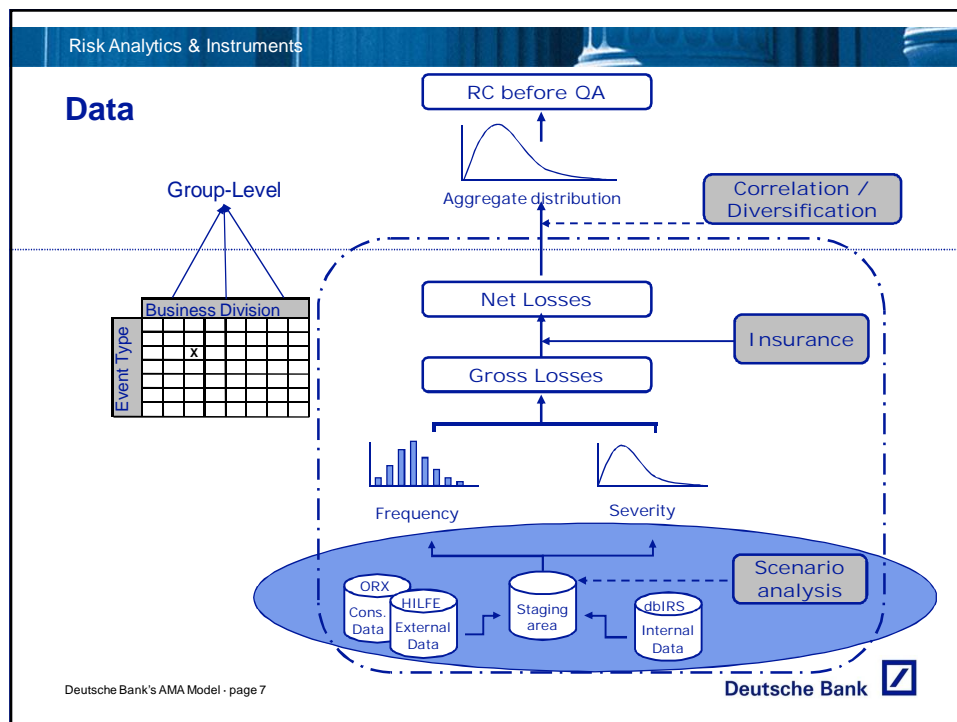 Risk Analytics & Instruments
Data
RC before QA
Aggregate distribution
Correlation /
Diversification
Group-Level
Business Division
Event Type
x
Net Losses
Insurance
Gross Losses
Frequency
Severity
Scenario
analysis
ORX
Cons.
Data
HILFE
External
Data
Staging
area
dbIRS
Internal
Data
Deutsche Bank's AMA Model - page 7
Deutsche Bank